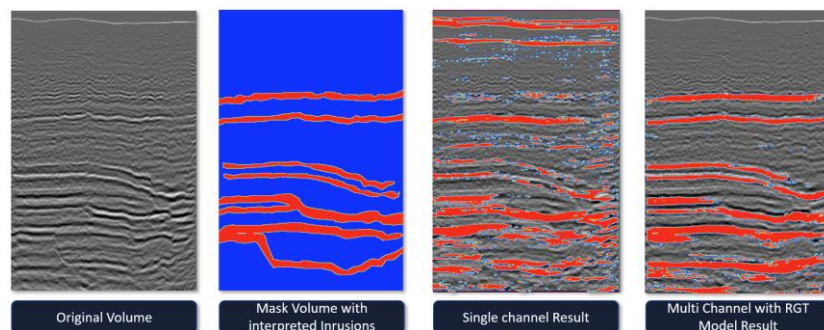 Original Volume
Mask Volume with
interpreted Inrusions
Single channel Result
Multi Channel with RGT
Model Result